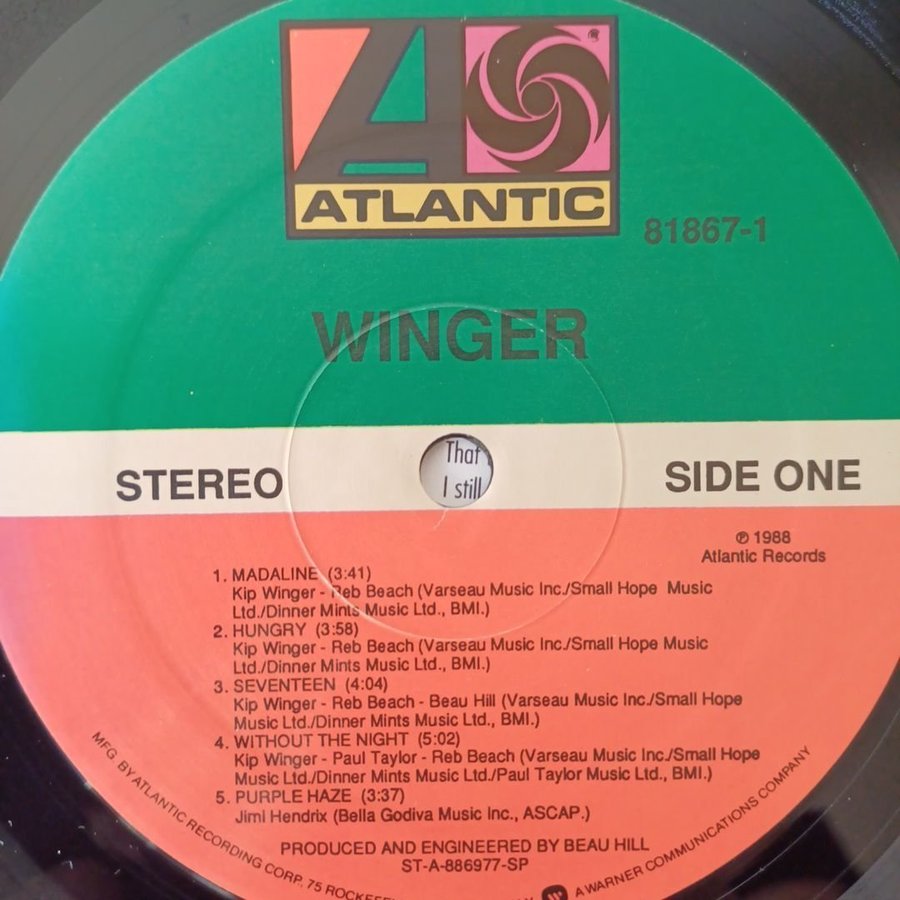 ATLANTIC
81867-1
WINGER
STEREO
SIDE ONE
That
I still
℗ 1988
Atlantic Records
1. MADALINE (3:41)
Kip Winger - Reb Beach (Varseau Music Inc./Small Hope Music
Ltd./Dinner Mints Music Ltd., BMI.)
2. HUNGRY (3:58)
Kip Winger - Reb Beach (Varseau Music Inc./Small Hope Music
Ltd./Dinner Mints Music Ltd., BMI.)
3. SEVENTEEN (4:04)
Kip Winger - Reb Beach - Beau Hill (Varseau Music Inc./Small Hope
Music Ltd./Dinner Mints Music Ltd., BMI.)
4. WITHOUT THE NIGHT (5:02)
Kip Winger - Paul Taylor - Reb Beach (Varseau Music Inc./Small Hope
Music Ltd./Dinner Mints Music Ltd./Paul Taylor Music Ltd., BMI.)
5. PURPLE HAZE (3:37)
Jimi Hendrix (Bella Godiva Music Inc., ASCAP.)
PRODUCED AND ENGINEERED BY BEAU HILL
ST-A-886977-SP
MFG. BY ATLANTIC RECORDING CORP., 75 A WARNER COMMUNICATIONS COMPANY